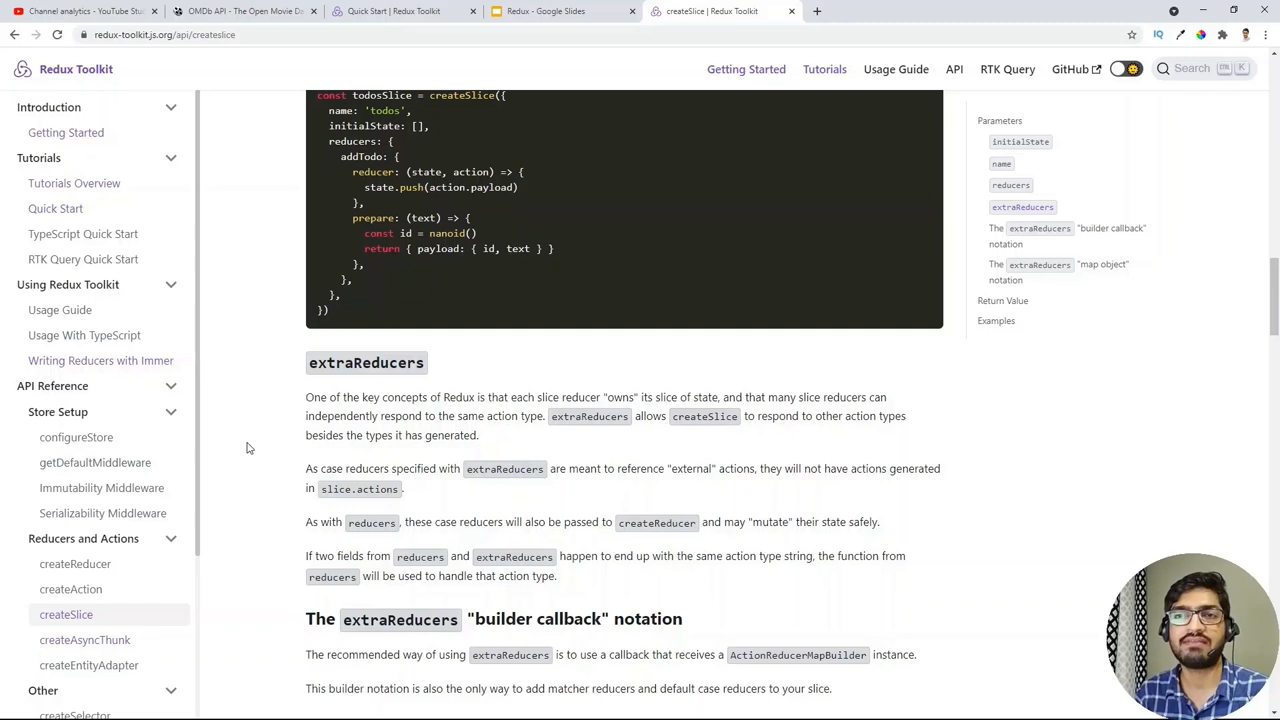 Channel analytics - YouTube Stu
OMDb API - The Open Movie Da
Quick Start | Redux Toolkit
Redux - Google Slides
createSlice | Redux Toolkit
redux-toolkit.js.org/api/createslice
Redux Toolkit
Getting Started
Tutorials
Usage Guide
API
RTK Query
GitHub
Search
CTRL
K
Introduction
Getting Started
Tutorials
Tutorials Overview
Quick Start
TypeScript Quick Start
RTK Query Quick Start
Using Redux Toolkit
Usage Guide
Usage With TypeScript
Writing Reducers with Immer
API Reference
Store Setup
configureStore
getDefaultMiddleware
Immutability Middleware
Serializability Middleware
Reducers and Actions
createReducer
createAction
createSlice
createAsyncThunk
createEntityAdapter
Other
createSelector
const todosSlice = createSlice({
name: 'todos',
initialState: [],
reducers: {
addTodo: {
reducer: (state, action) => {
state.push(action.payload)
},
prepare: (text) => {
const id = nanoid()
return { payload: { id, text } }
},
},
},
})
extraReducers
One of the key concepts of Redux is that each slice reducer "owns" its slice of state, and that many slice reducers can
independently respond to the same action type. extraReducers allows createSlice to respond to other action types
besides the types it has generated.
As case reducers specified with extraReducers are meant to reference "external" actions, they will not have actions generated
in slice.actions.
As with reducers, these case reducers will also be passed to createReducer and may "mutate" their state safely.
If two fields from reducers and extraReducers happen to end up with the same action type string, the function from
reducers will be used to handle that action type.
The extraReducers "builder callback" notation
The recommended way of using extraReducers is to use a callback that receives a ActionReducerMapBuilder instance.
This builder notation is also the only way to add matcher reducers and default case reducers to your slice.
Parameters
initialState
name
reducers
extraReducers
The extraReducers "builder callback"
notation
The extraReducers "map object"
notation
Return Value
Examples